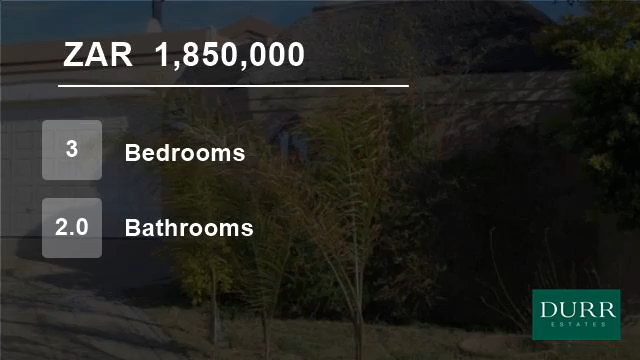 ZAR 1,850,000
3
Bedrooms
2.0
Bathrooms
DURR
ESTATES